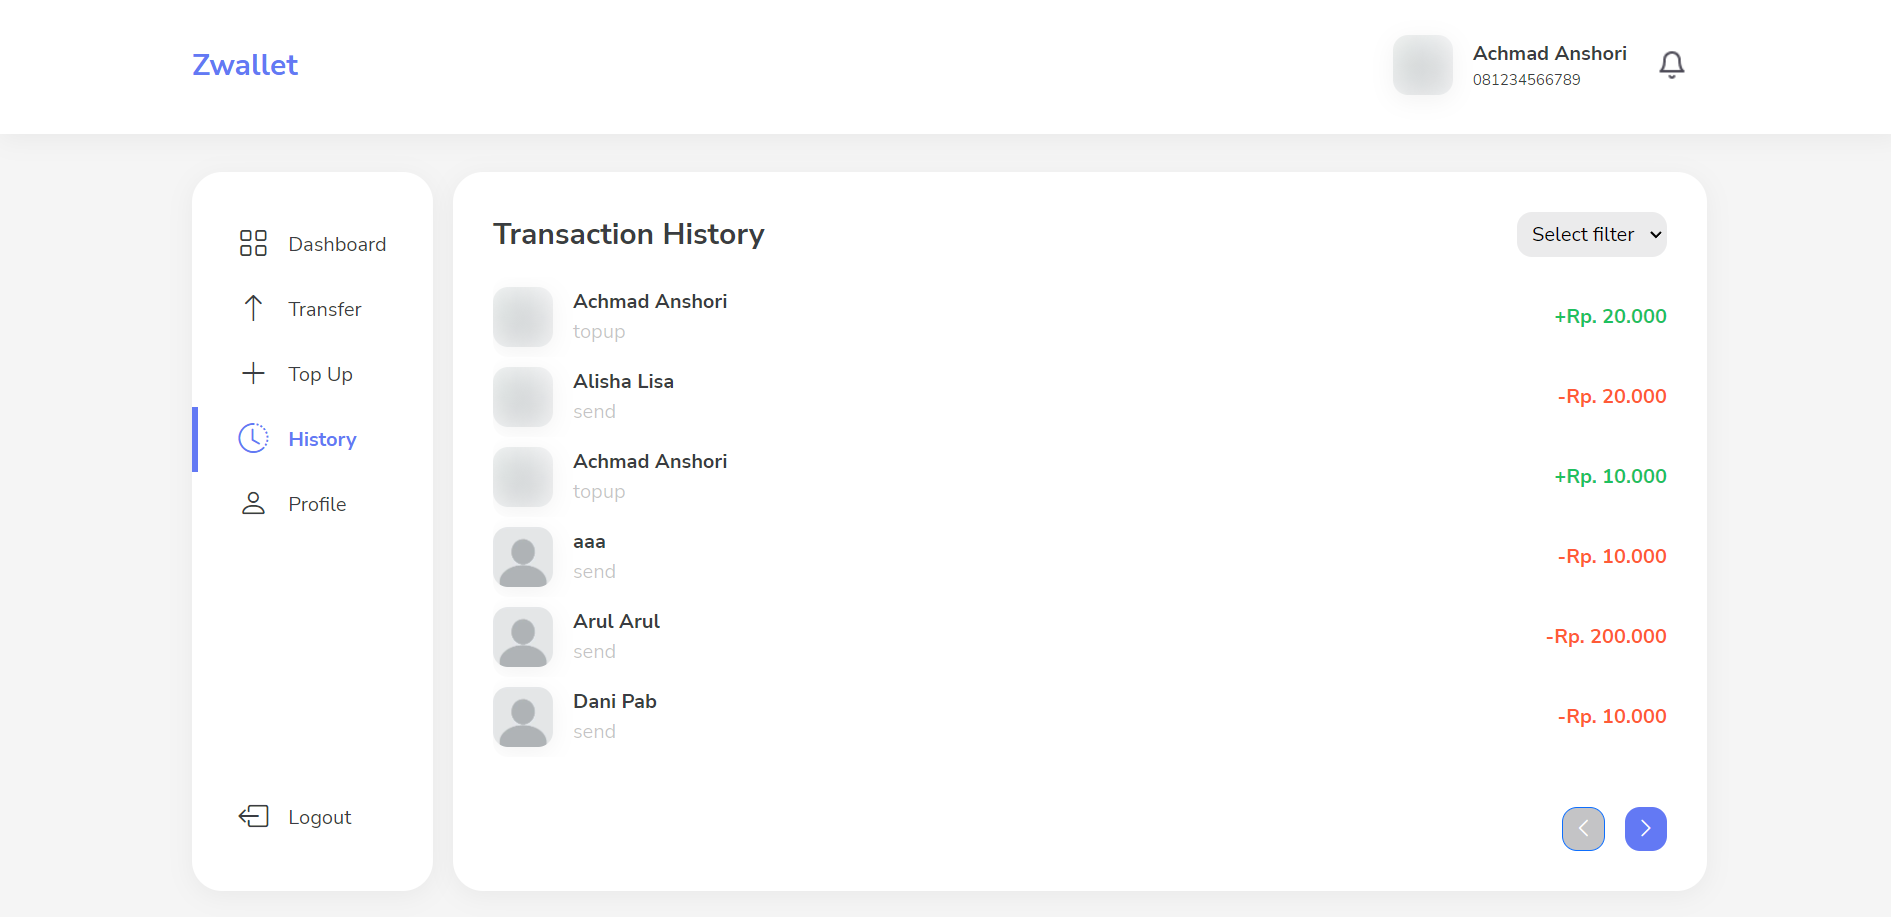 Zwallet
Achmad Anshori
081234566789
Dashboard
Transfer
Top Up
History
Profile
Logout
Transaction History
Select filter
Achmad Anshori
topup
+Rp. 20.000
Alisha Lisa
send
-Rp. 20.000
Achmad Anshori
topup
+Rp. 10.000
aaa
send
-Rp. 10.000
Arul Arul
send
-Rp. 200.000
Dani Pab
send
-Rp. 10.000